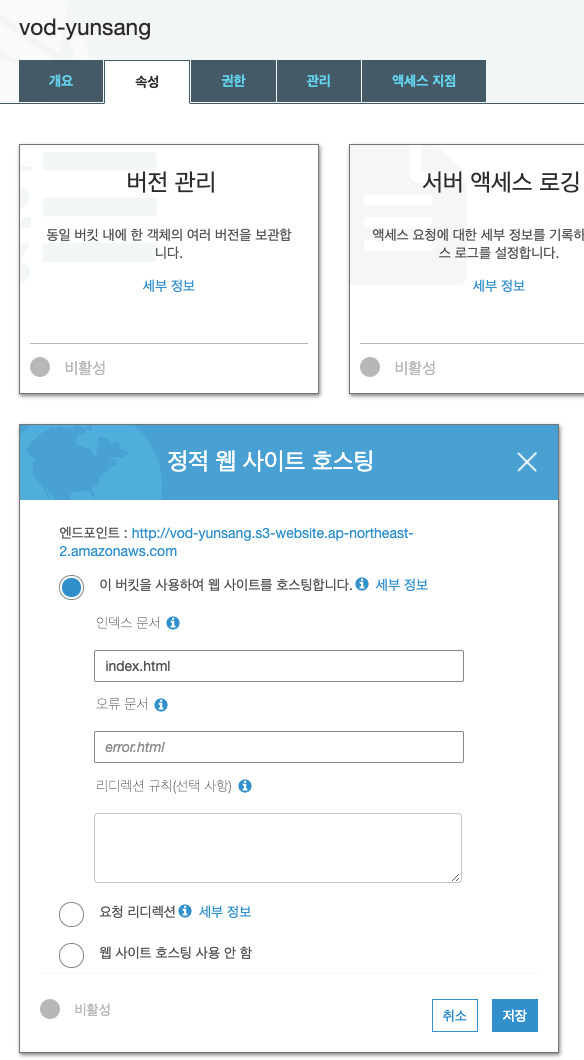 vod-yunsang
개요
속성
권한
관리
액세스 지점
버전 관리
동일 버킷 내에 한 객체의 여러 버전을 보관합
니다.
세부 정보
비활성
서버 액세스 로깅
액세스 요청에 대한 세부 정보를 기록하
스 로그를 설정합니다.
세부 정보
비활성
정적 웹 사이트 호스팅
엔드포인트 : http://vod-yunsang.s3-website.ap-northeast-
2.amazonaws.com
이 버킷을 사용하여 웹 사이트를 호스팅합니다. 세부 정보
인덱스 문서
index.html
오류 문서
error.html
리디렉션 규칙(선택 사항)
요청 리디렉션 세부 정보
웹 사이트 호스팅 사용 안 함
비활성
취소
저장